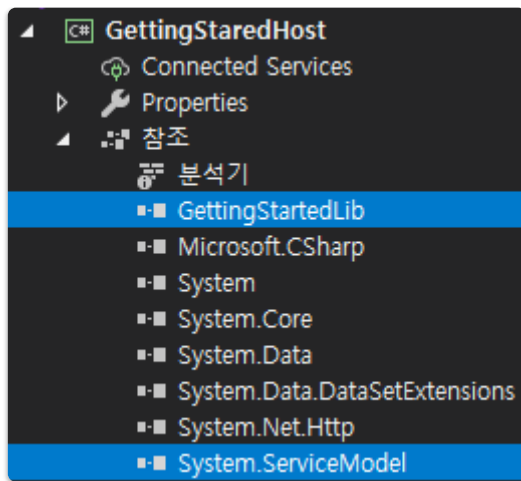 C# GettingStaredHost
Connected Services
Properties
참조
분석기
GettingStartedLib
Microsoft.CSharp
System
System.Core
System.Data
System.Data.DataSetExtensions
System.Net.Http
System.ServiceModel